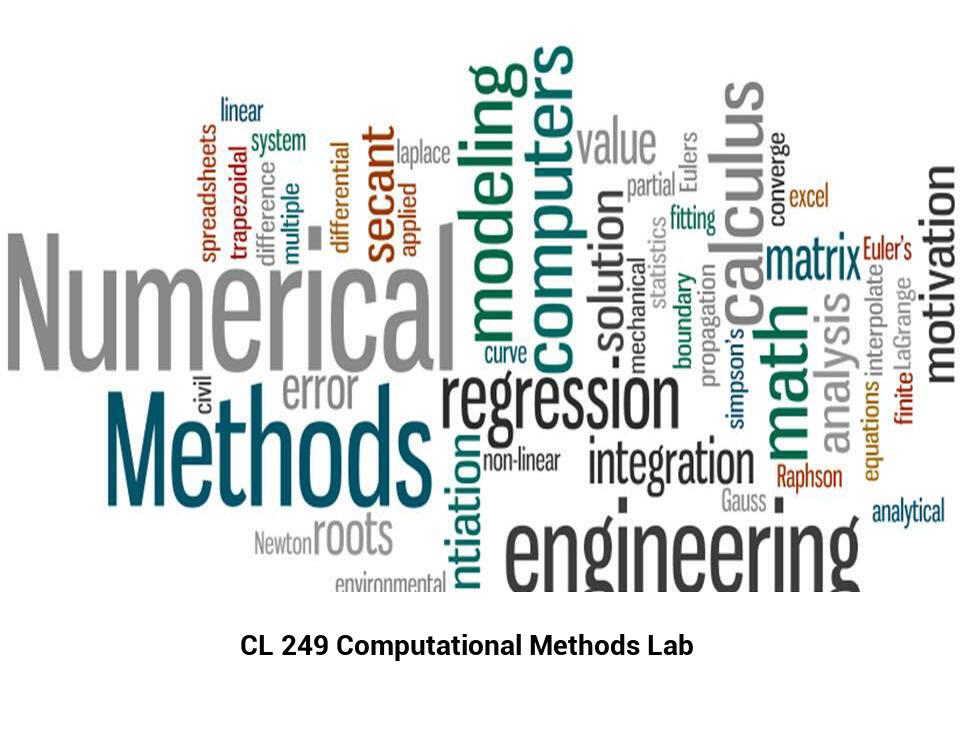 linear
spreadsheets
trapezoidal
system
difference
multiple
differential
secant
laplace
applied
modeling
computers
value
partial
Eulers
calculus
converge
excel
fitting
solution
statistics
mechanical
boundary
propagation
matrix
Euler's
motivation
Numerical
curve
simpson's
math
analysis
interpolate
LaGrange
finite
equations
civil
error
Methods
regression
non-linear
integration
Raphson
Gauss
analytical
ntiation
Newton
roots
environmental
engineering
CL 249 Computational Methods Lab